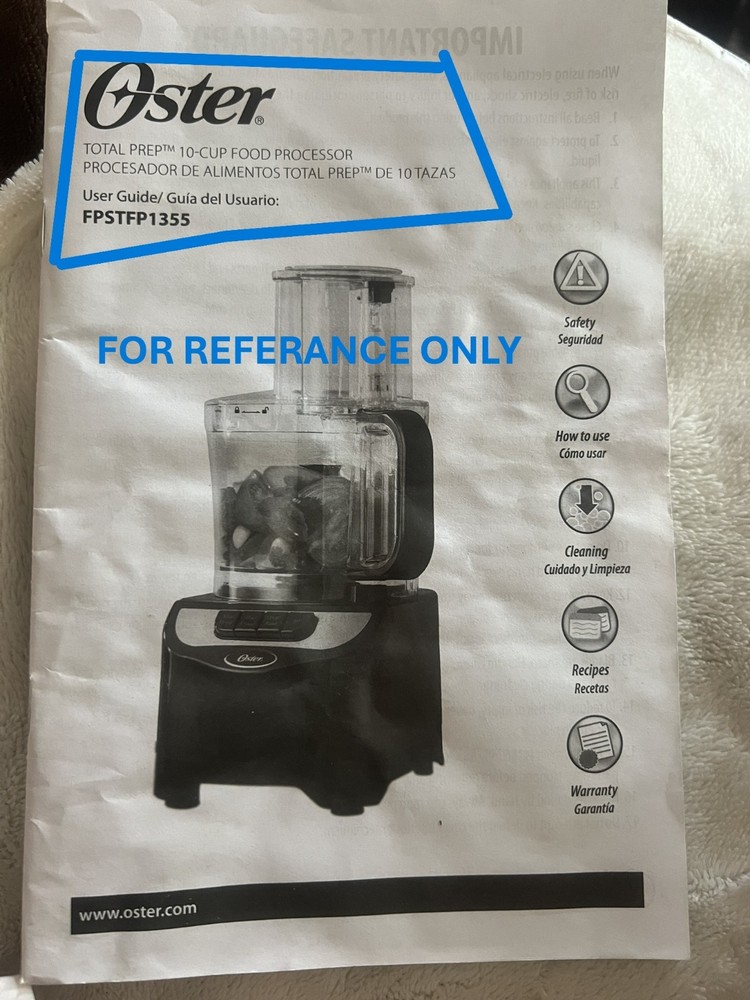 IMPORTANT SAFEGUARDS
Oster®
TOTAL PREP™ 10-CUP FOOD PROCESSOR
PROCESADOR DE ALIMENTOS TOTAL PREP™ DE 10 TAZAS
User Guide/ Guía del Usuario:
FPSTFP1355
FOR REFERANCE ONLY
Safety
Seguridad
How to use
Cómo usar
Cleaning
Cuidado y Limpieza
Recipes
Recetas
Warranty
Garantía
Oster
www.oster.com